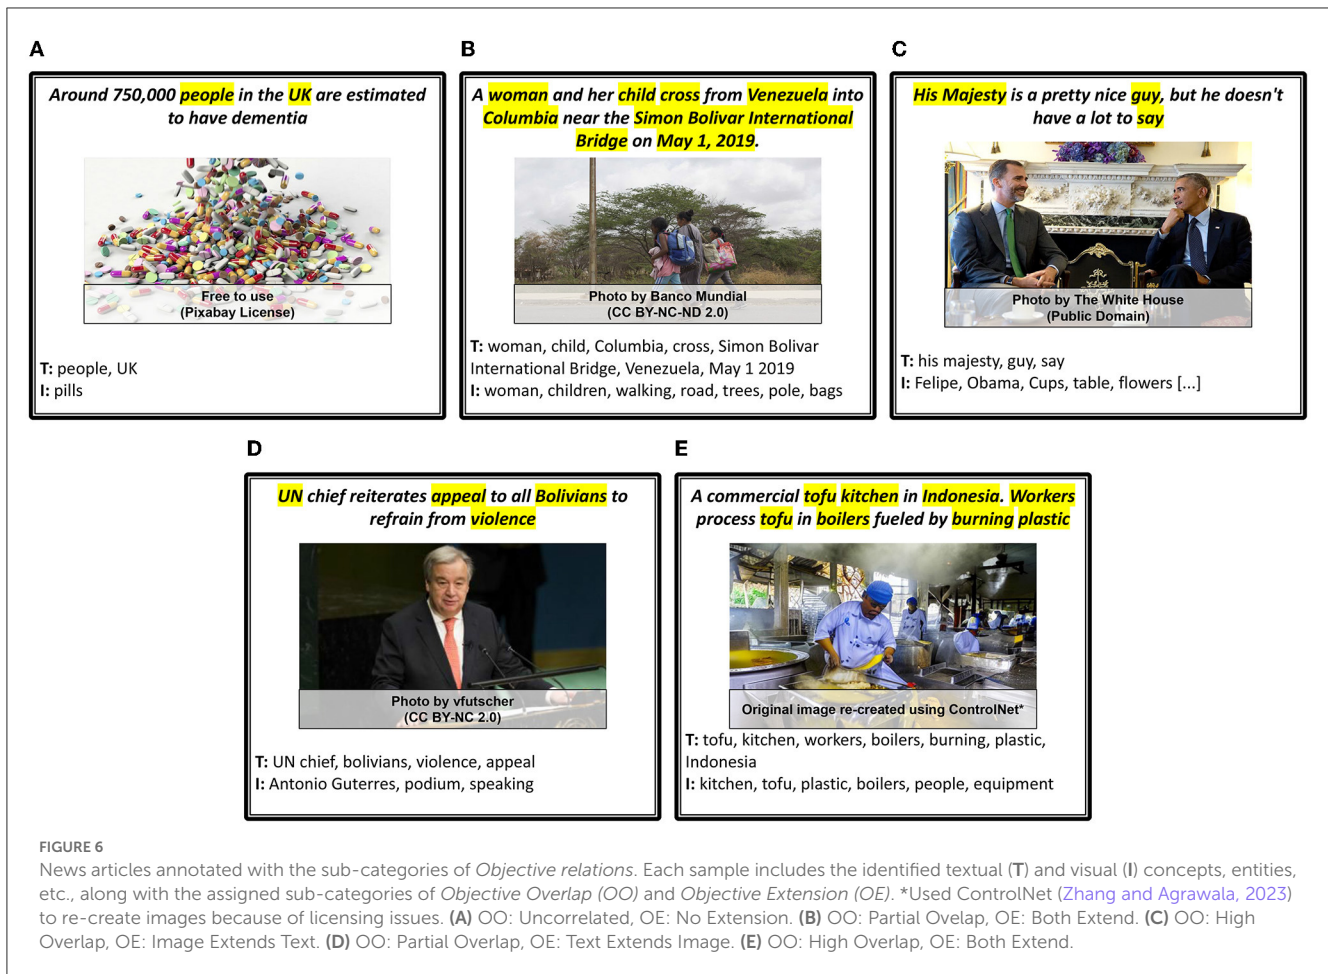 A
Around 750,000 people in the UK are estimated
to have dementia
Free to use
(Pixabay License)
T: people, UK
I: pills
B
A woman and her child cross from Venezuela into
Columbia near the Simon Bolivar International
Bridge on May 1, 2019.
Photo by Banco Mundial
(CC BY-NC-ND 2.0)
T: woman, child, Columbia, cross, Simon Bolivar
International Bridge, Venezuela, May 1 2019
I: woman, children, walking, road, trees, pole, bags
C
His Majesty is a pretty nice guy, but he doesn't
have a lot to say
Photo by The White House
(Public Domain)
T: his majesty, guy, say
I: Felipe, Obama, Cups, table, flowers [...]
D
UN chief reiterates appeal to all Bolivians to
refrain from violence
Photo by vfutscher
(CC BY-NC 2.0)
T: UN chief, bolivians, violence, appeal
I: Antonio Guterres, podium, speaking
E
A commercial tofu kitchen in Indonesia. Workers
process tofu in boilers fueled by burning plastic
Original image re-created using ControlNet*
T: tofu, kitchen, workers, boilers, burning, plastic,
Indonesia
I: kitchen, tofu, plastic, boilers, people, equipment
FIGURE 6
News articles annotated with the sub-categories of Objective relations. Each sample includes the identified textual (T) and visual (I) concepts, entities,
etc., along with the assigned sub-categories of Objective Overlap (OO) and Objective Extension (OE). *Used ControlNet (Zhang and Agrawala, 2023)
to re-create images because of licensing issues. (A) OO: Uncorrelated, OE: No Extension. (B) OO: Partial Ovelap, OE: Both Extend. (C) OO: High
Overlap, OE: Image Extends Text. (D) OO: Partial Overlap, OE: Text Extends Image. (E) OO: High Overlap, OE: Both Extend.